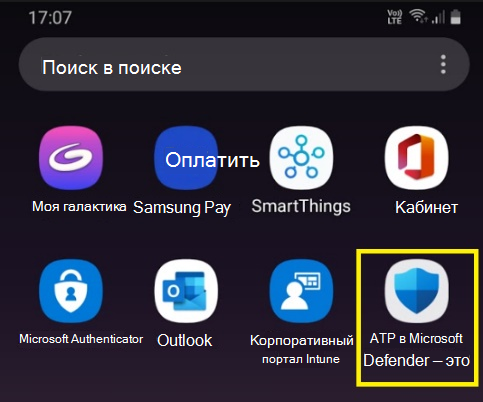 17:07
Vo))
LTE
Поиск в поиске
Оплатить
Моя галактика
Samsung Pay
SmartThings
Кабинет
Microsoft Authenticator
Outlook
Корпоративный
портал Intune
ATP в Microsoft
Defender – это